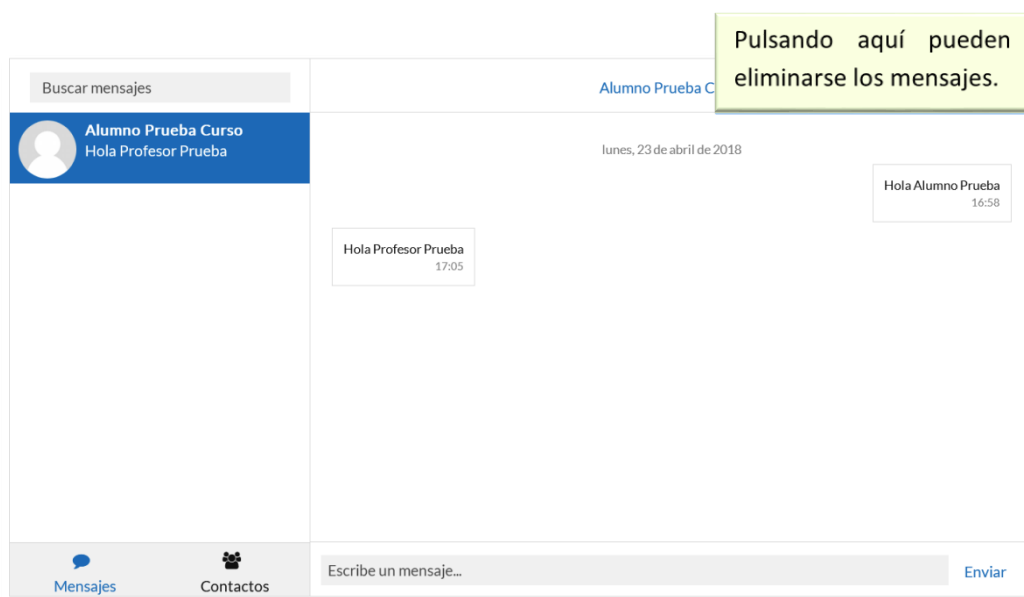 Pulsando aquí pueden
eliminarse los mensajes.
Buscar mensajes
Alumno Prueba C
Alumno Prueba Curso
Hola Profesor Prueba
lunes, 23 de abril de 2018
Hola Alumno Prueba
16:58
Hola Profesor Prueba
17:05
Mensajes
Contactos
Escribe un mensaje...
Enviar